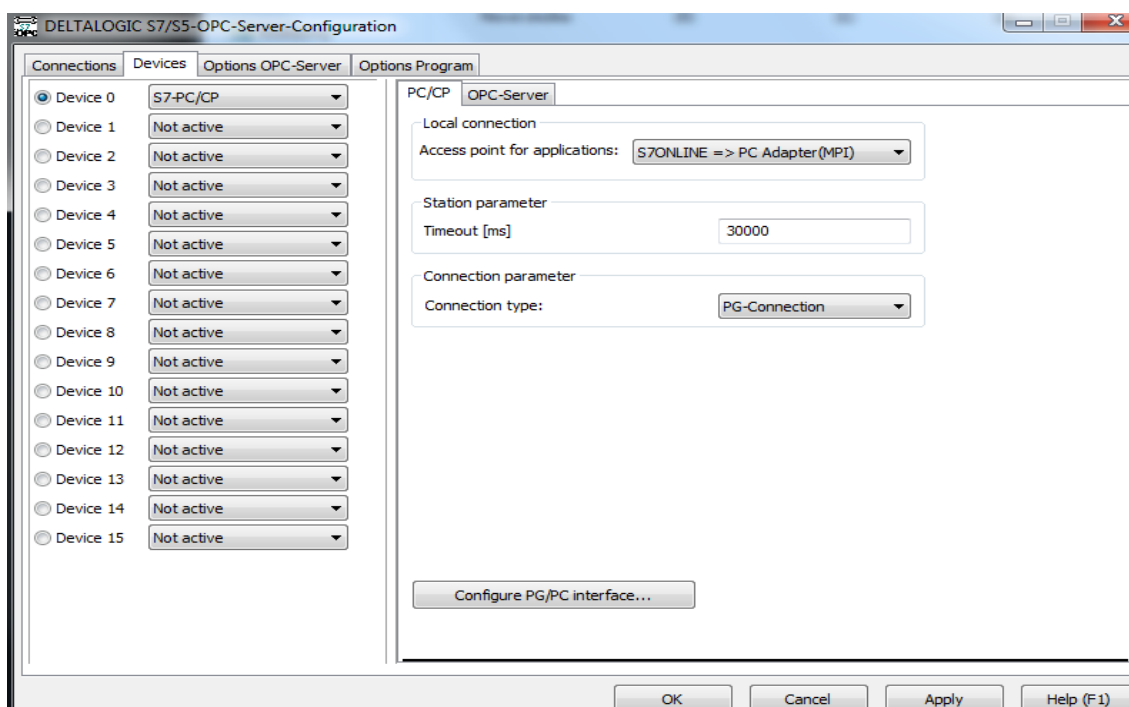 DELTALOGIC S7/S5-OPC-Server-Configuration
Connections Devices Options OPC-Server Options Program
Device 0 S7-PC/CP
Device 1 Not active
Device 2 Not active
Device 3 Not active
Device 4 Not active
Device 5 Not active
Device 6 Not active
Device 7 Not active
Device 8 Not active
Device 9 Not active
Device 10 Not active
Device 11 Not active
Device 12 Not active
Device 13 Not active
Device 14 Not active
Device 15 Not active
PC/CP OPC-Server
Local connection
Access point for applications: S7ONLINE => PC Adapter(MPI)
Station parameter
Timeout [ms] 30000
Connection parameter
Connection type: PG-Connection
Configure PG/PC interface...
OK Cancel Apply Help (F1)